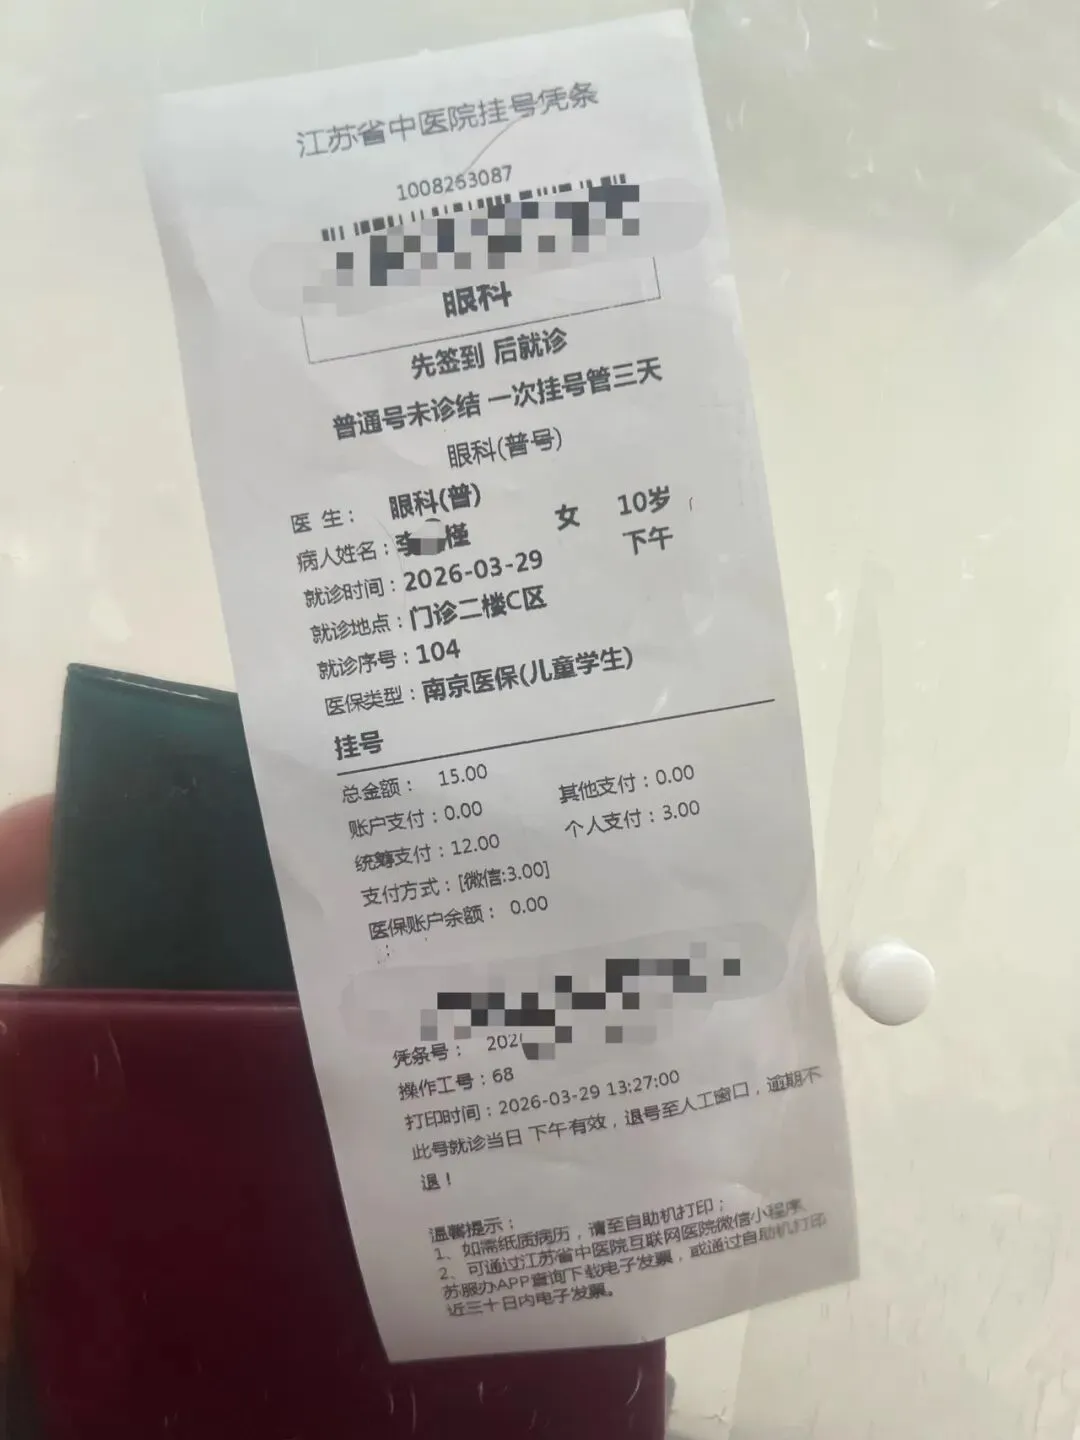 江苏省中医院挂号凭条
1008263087
眼科
先签到 后就诊
普通号未诊结 一次挂号管三天
眼科(普号)
医 生： 眼科(普)
病人姓名：李 槿 女 10岁
就诊时间：2026-03-29 下午
就诊地点：门诊二楼C区
就诊序号：104
医保类型：南京医保(儿童学生)
挂号
总金额： 15.00
账户支付：0.00 其他支付：0.00
统筹支付：12.00 个人支付：3.00
支付方式：[微信:3.00]
医保账户余额： 0.00
凭条号： 202
操作工号：68
打印时间：2026-03-29 13:27:00
此号就诊当日 下午有效，退号至人工窗口，逾期不
退！
温馨提示：
1、如需纸质病历，请至自助机打印；
2、可通过江苏省中医院互联网医院微信小程序、
苏服办APP查询下载电子发票，或通过自助机打印
近三十日内电子发票。